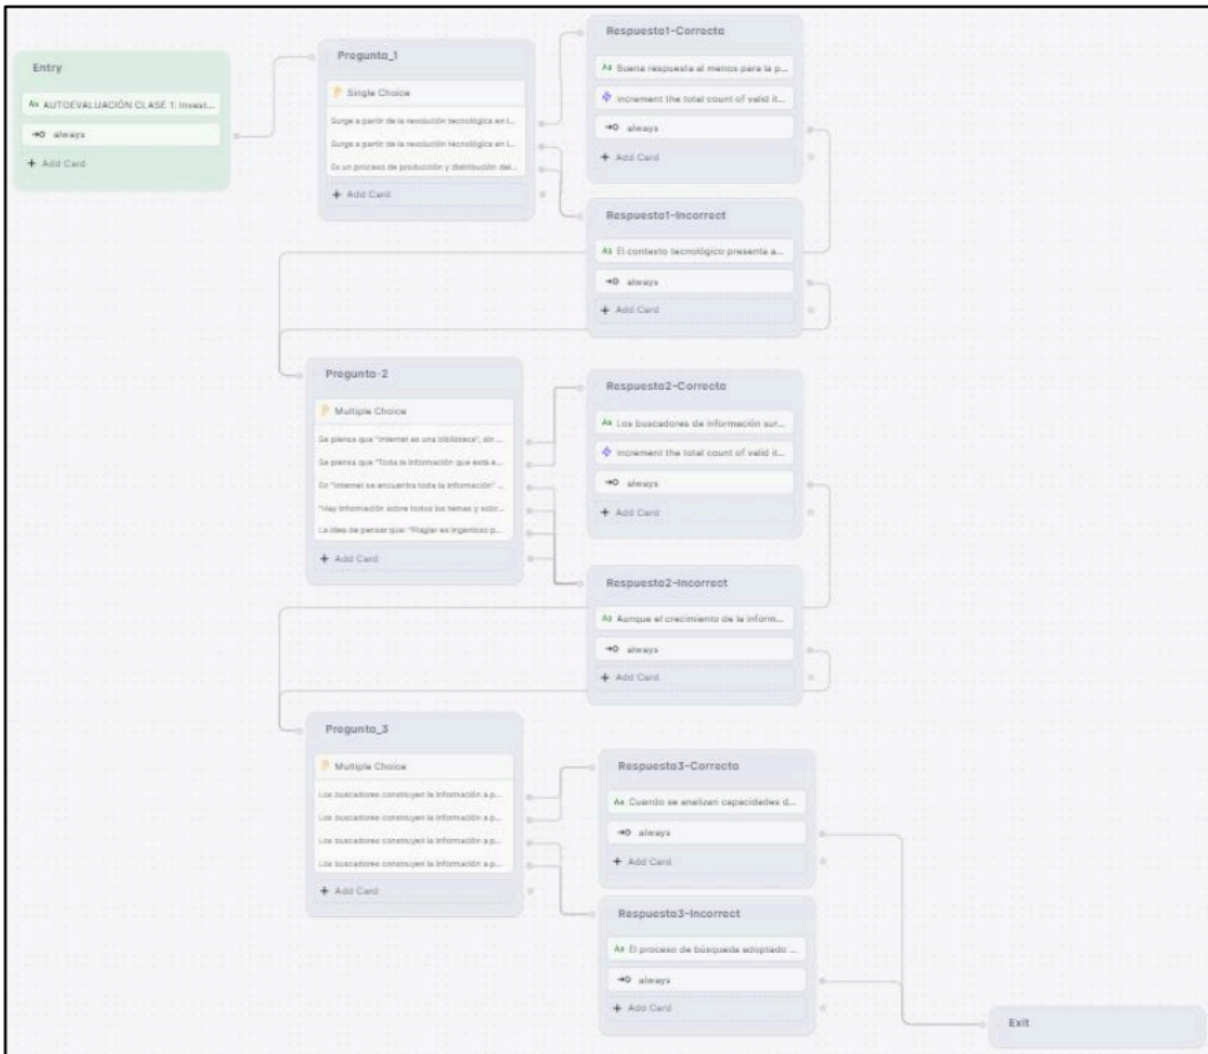 Entry
Aa AUTOEVALUACIÓN CLASE 1: Invest...
always
+ Add Card
Pregunta_1
Single Choice
Surge a partir de la revolución tecnológica en l...
Surge a partir de la revolución tecnológica en l...
Es un proceso de producción y distribución del...
+ Add Card
Respuesta1-Correcta
Aa Buena respuesta al menos para la p...
Increment the total count of valid it...
always
+ Add Card
Respuesta1-Incorrect
Aa El contexto tecnológico presenta a...
always
+ Add Card
Pregunta-2
Multiple Choice
Se piensa que "internet es una biblioteca", sin ...
Se piensa que "Toda la información que está e...
En "Internet se encuentra toda la información" ...
"Hay información sobre todos los temas y sobr...
La idea de pensar que: "Plagiar es ingenioso p...
+ Add Card
Respuesta2-Correcta
Aa Los buscadores de información sur...
Increment the total count of valid it...
always
+ Add Card
Respuesta2-Incorrect
Aa Aunque el crecimiento de la inform...
always
+ Add Card
Pregunta_3
Multiple Choice
Los buscadores construyen la información a p...
Los buscadores construyen la información a p...
Los buscadores construyen la información a p...
Los buscadores construyen la información a p...
+ Add Card
Respuesta3-Correcta
Aa Cuando se analizan capacidades d...
always
+ Add Card
Respuesta3-Incorrect
Aa El proceso de búsqueda adoptado ...
always
+ Add Card
Exit